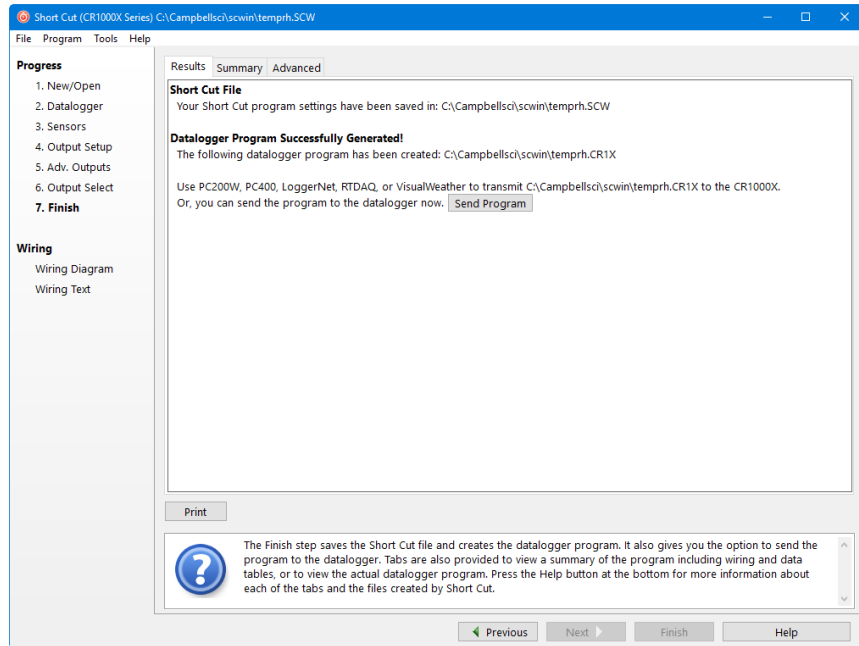 Short Cut (CR1000X Series) C:\Campbellsci\scwin\temprh.SCW
File Program Tools Help
Progress
1. New/Open
2. Datalogger
3. Sensors
4. Output Setup
5. Adv. Outputs
6. Output Select
7. Finish
Wiring
Wiring Diagram
Wiring Text
Results Summary Advanced
Short Cut File
Your Short Cut program settings have been saved in: C:\Campbellsci\scwin\temprh.SCW
Datalogger Program Successfully Generated!
The following datalogger program has been created: C:\Campbellsci\scwin\temprh.CR1X
Use PC200W, PC400, LoggerNet, RTDAQ, or VisualWeather to transmit C:\Campbellsci\scwin\temprh.CR1X to the CR1000X.
Or, you can send the program to the datalogger now. Send Program
Print
The Finish step saves the Short Cut file and creates the datalogger program. It also gives you the option to send the
program to the datalogger. Tabs are also provided to view a summary of the program including wiring and data
tables, or to view the actual datalogger program. Press the Help button at the bottom for more information about
each of the tabs and the files created by Short Cut.
Previous Next Finish Help